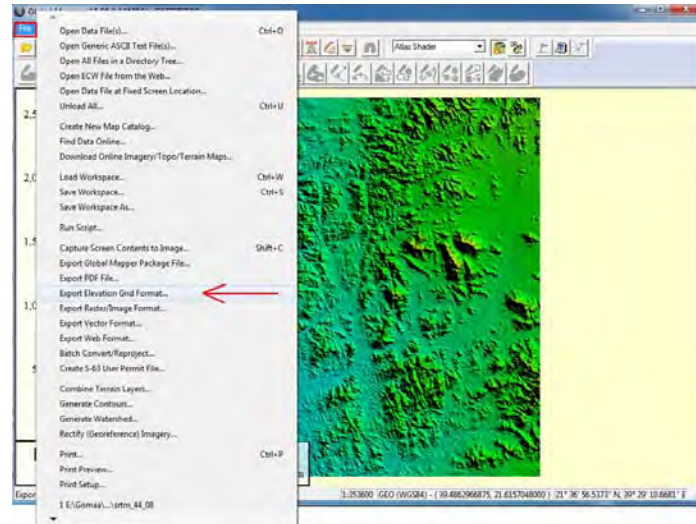 File
Open Data File(s)... Ctrl+O
Open Generic ASCII Text File(s)...
Open All Files in a Directory Tree...
Open ECW File from the Web...
Open Data File at Fixed Screen Location...
Unload All... Ctrl+U
Create New Map Catalog...
Find Data Online...
Download Online Imagery/Topo/Terrain Maps...
Load Workspace... Ctrl+W
Save Workspace... Ctrl+S
Save Workspace As...
Run Script...
Capture Screen Contents to Image... Shift+C
Export Global Mapper Package File...
Export PDF File...
Export Elevation Grid Format...
Export Raster/Image Format...
Export Vector Format...
Export Web Format...
Batch Convert/Reproject...
Create S-63 User Permit File...
Combine Terrain Layers...
Generate Contours...
Generate Watershed...
Rectify (Georeference) Imagery...
Print... Ctrl+P
Print Preview...
Print Setup...
1 E:\Gomaa\...\srtm_44_08
Atlas Shader
2,5
2,0
1,5
1,0
5
m
Expor
1:253600 GEO (WGS84) - ( 39.4862966875, 21.6157048000 ) 21° 36' 56.5373" N, 39° 29' 10.6681" E